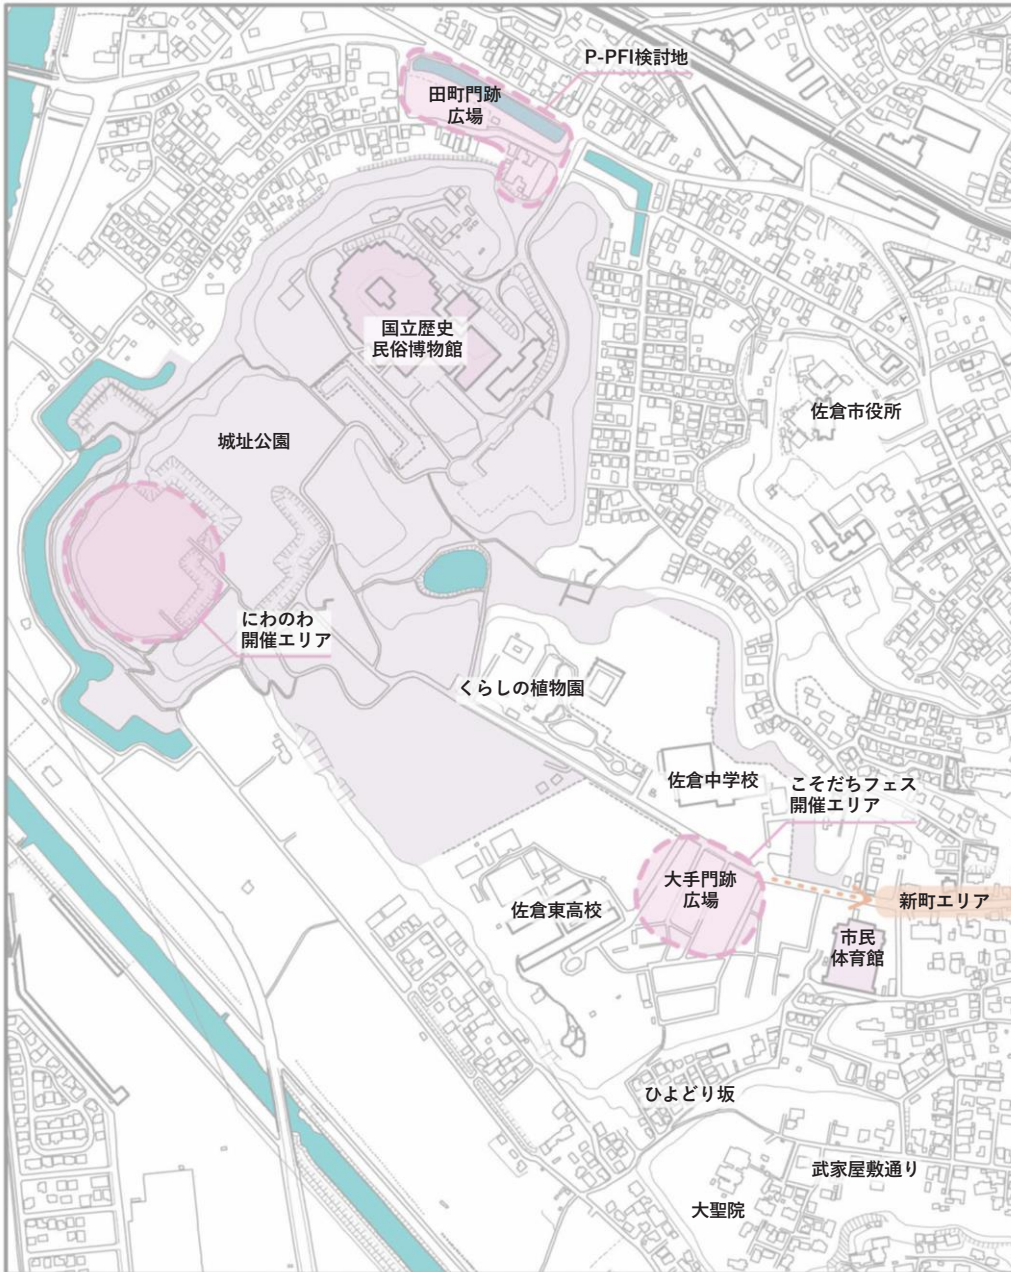 P-PFI検討地
田町門跡
広場
国立歴史
民俗博物館
佐倉市役所
城址公園
にわのわ
開催エリア
くらしの植物園
佐倉中学校
こそだちフェス
開催エリア
大手門跡
広場
新町エリア
佐倉東高校
市民
体育館
ひよどり坂
武家屋敷通り
大聖院